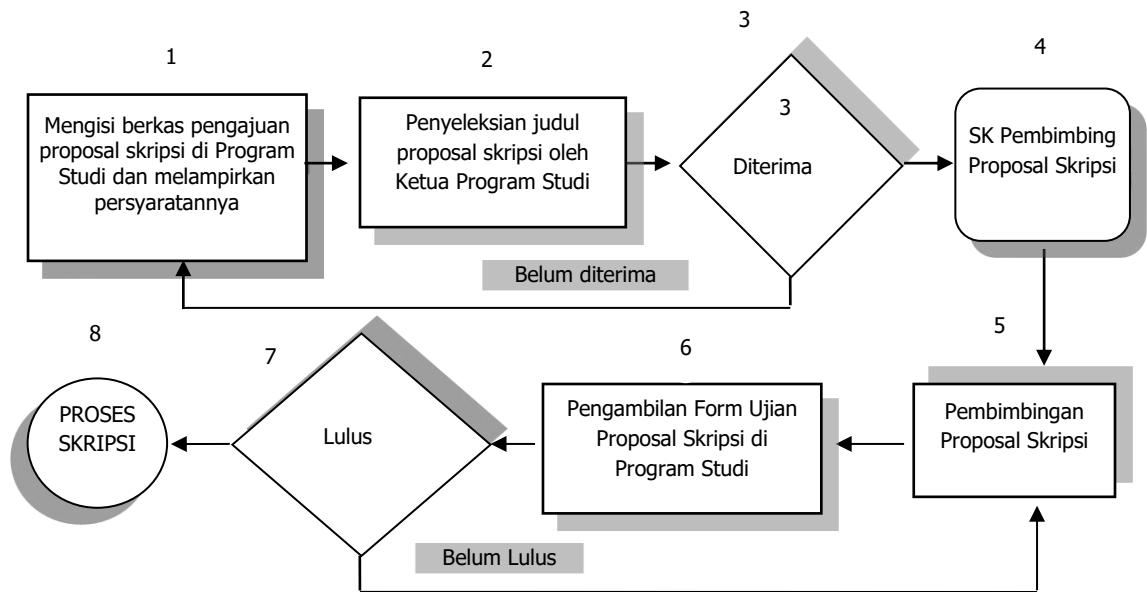 1
Mengisi berkas pengajuan
proposal skripsi di Program
Studi dan melampirkan
persyaratannya
2
Penyeleksian judul
proposal skripsi oleh
Ketua Program Studi
3
3
Diterima
4
SK Pembimbing
Proposal Skripsi
Belum diterima
5
Pembimbingan
Proposal Skripsi
6
Pengambilan Form Ujian
Proposal Skripsi di
Program Studi
7
Lulus
8
PROSES
SKRIPSI
Belum Lulus